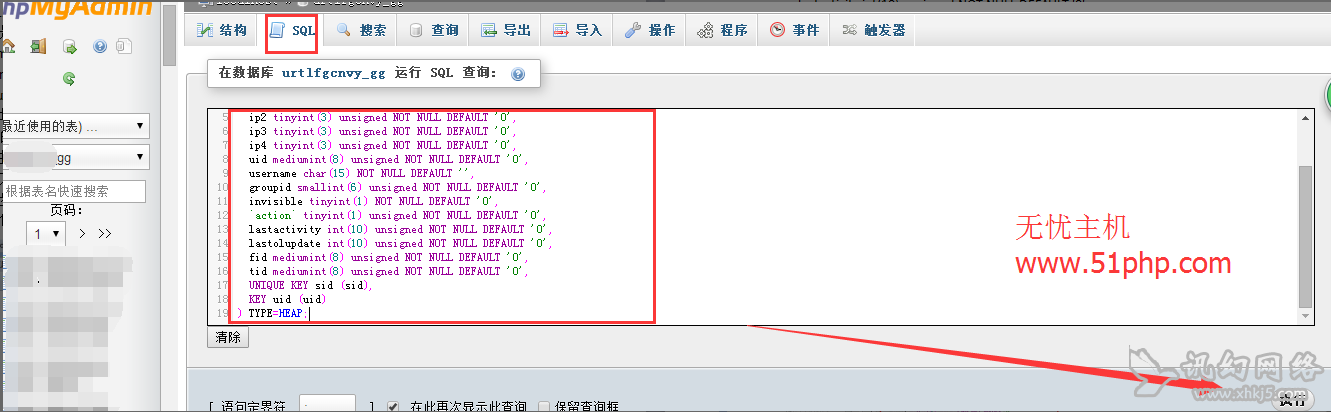 hpMyAdmin
结构 SQL 搜索 查询 导出 导入 操作 程序 事件 触发器
在数据库 urtlfgcnvy_gg 运行 SQL 查询:
最近使用的表) ...
_gg
根据表名快速搜索
页码:
1 > >>
5 ip2 tinyint(3) unsigned NOT NULL DEFAULT '0',
6 ip3 tinyint(3) unsigned NOT NULL DEFAULT '0',
7 ip4 tinyint(3) unsigned NOT NULL DEFAULT '0',
8 uid mediumint(8) unsigned NOT NULL DEFAULT '0',
9 username char(15) NOT NULL DEFAULT '',
10 groupid smallint(6) unsigned NOT NULL DEFAULT '0',
11 invisible tinyint(1) NOT NULL DEFAULT '0',
12 `action` tinyint(1) unsigned NOT NULL DEFAULT '0',
13 lastactivity int(10) unsigned NOT NULL DEFAULT '0',
14 lastolupdate int(10) unsigned NOT NULL DEFAULT '0',
15 fid mediumint(8) unsigned NOT NULL DEFAULT '0',
16 tid mediumint(8) unsigned NOT NULL DEFAULT '0',
17 UNIQUE KEY sid (sid),
18 KEY uid (uid)
19 ) TYPE=HEAP;
无忧主机
www.51php.com
清除
[ 语句定界符 ] 在此再次显示此查询 保留查询框
执行
讯幻网络
www.xhkj5.com